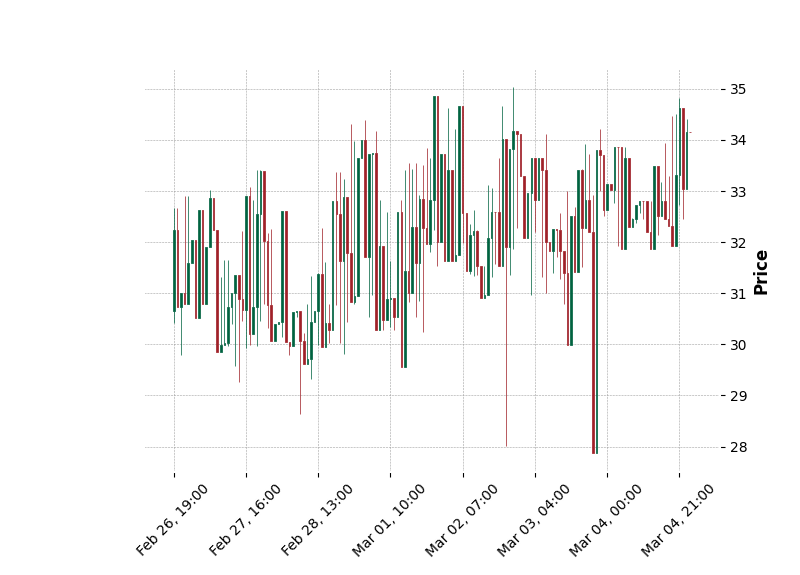 35
34
33
32
31
30
29
28
Price
Feb 26, 19:00
Feb 27, 16:00
Feb 28, 13:00
Mar 01, 10:00
Mar 02, 07:00
Mar 03, 04:00
Mar 04, 00:00
Mar 04, 21:00